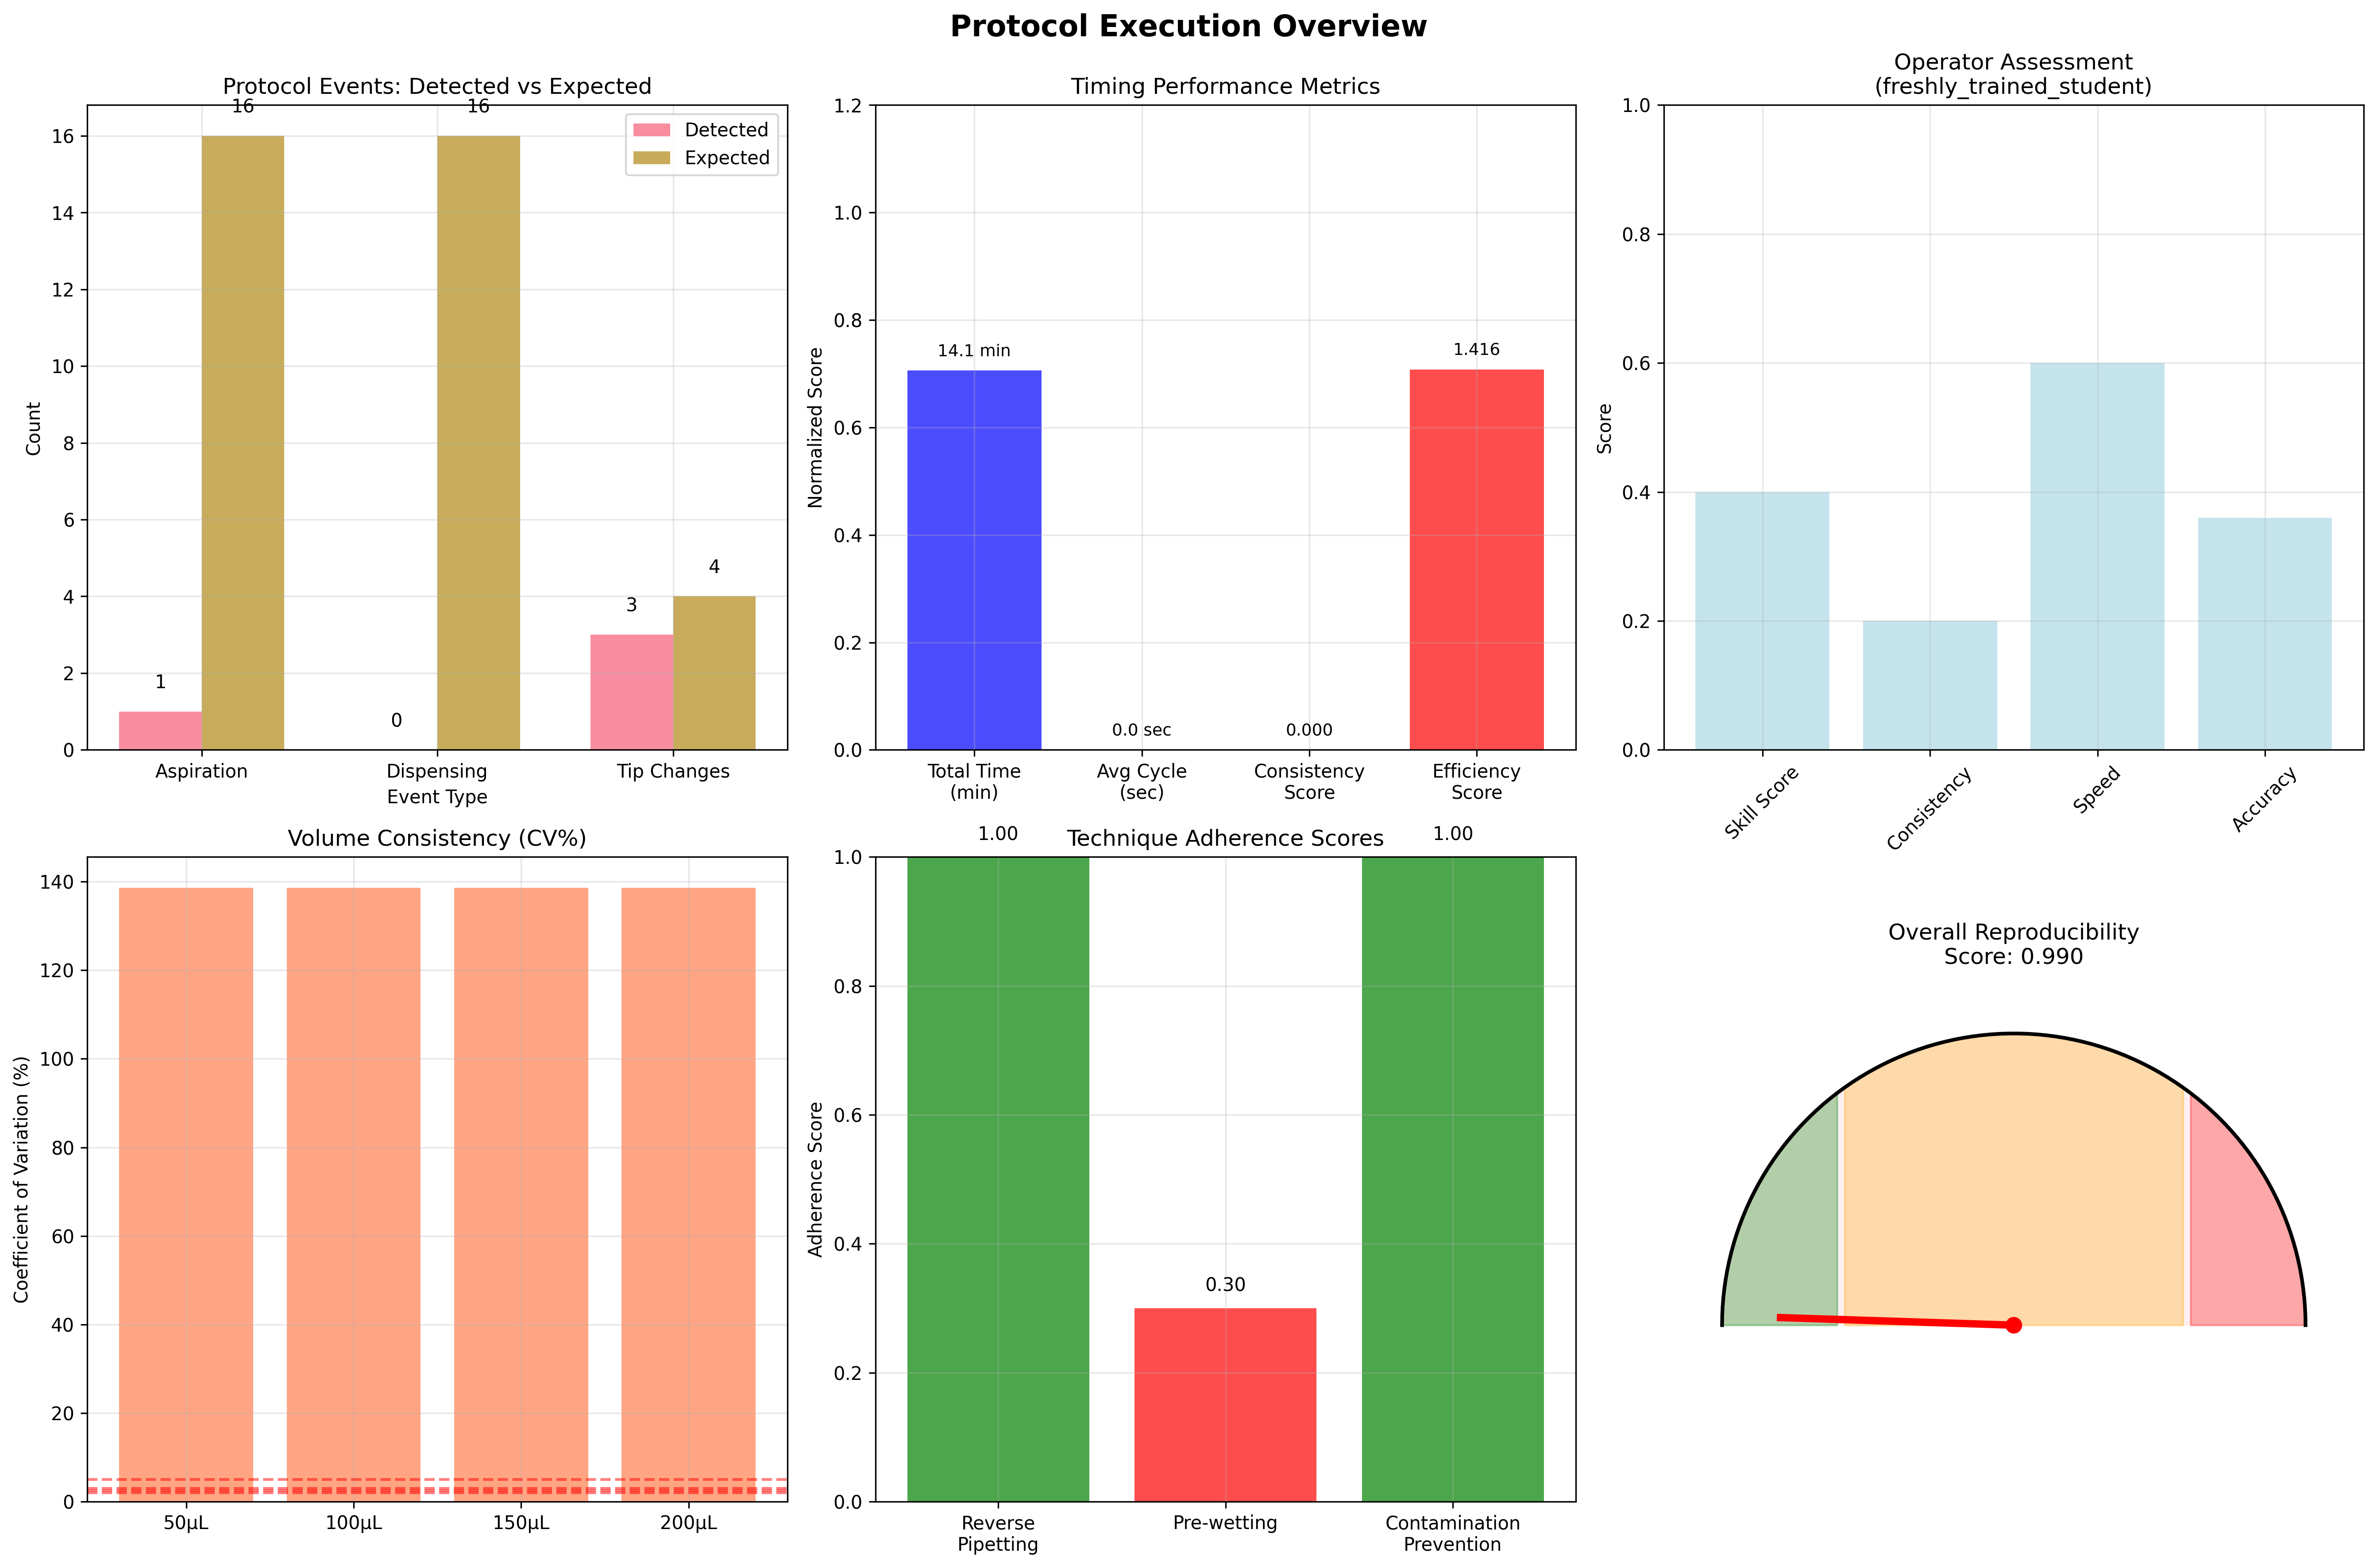 Protocol Execution Overview
Protocol Events: Detected vs Expected
16
16
Detected
Expected
16
14
12
10
8
6
4
2
0
Count
1
0
3
4
Aspiration
Dispensing
Tip Changes
Event Type
Timing Performance Metrics
1.2
1.0
0.8
0.6
0.4
0.2
0.0
Normalized Score
14.1 min
0.0 sec
0.000
1.416
Total Time
(min)
Avg Cycle
(sec)
Consistency
Score
Efficiency
Score
Operator Assessment
(freshly_trained_student)
1.0
0.8
0.6
0.4
0.2
0.0
Score
Skill Score
Consistency
Speed
Accuracy
Volume Consistency (CV%)
140
120
100
80
60
40
20
0
Coefficient of Variation (%)
50μL
100μL
150μL
200μL
Technique Adherence Scores
1.00
1.00
1.0
0.8
0.6
0.4
0.2
0.0
Adherence Score
0.30
Reverse
Pipetting
Pre-wetting
Contamination
Prevention
Overall Reproducibility
Score: 0.990